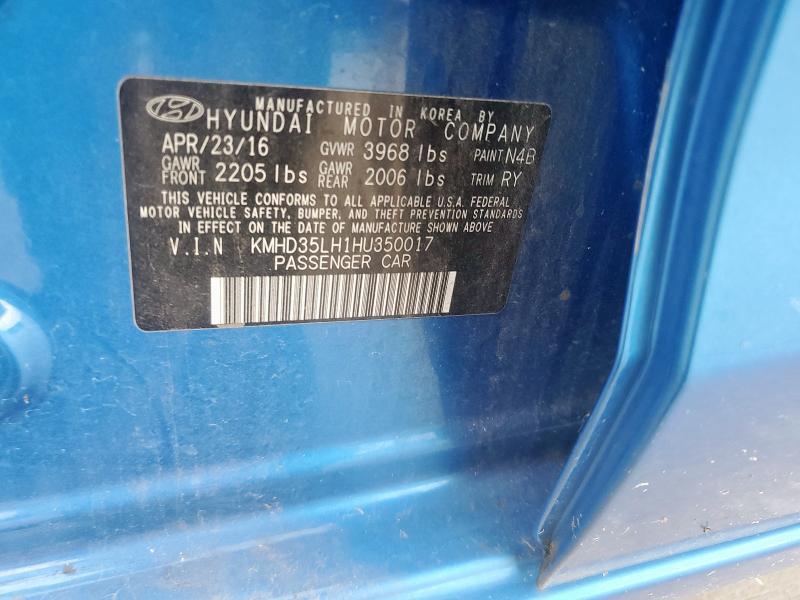 MANUFACTURED IN KOREA BY
HYUNDAI MOTOR COMPANY
APR/23/16 GVWR 3968 lbs PAINT N4B
GAWR FRONT 2205 lbs GAWR REAR 2006 lbs TRIM RY
THIS VEHICLE CONFORMS TO ALL APPLICABLE U.S.A. FEDERAL
MOTOR VEHICLE SAFETY, BUMPER, AND THEFT PREVENTION STANDARDS
IN EFFECT ON THE DATE OF MANUFACTURE SHOWN ABOVE
V.I.N KMHD35LH1HU350017
PASSENGER CAR